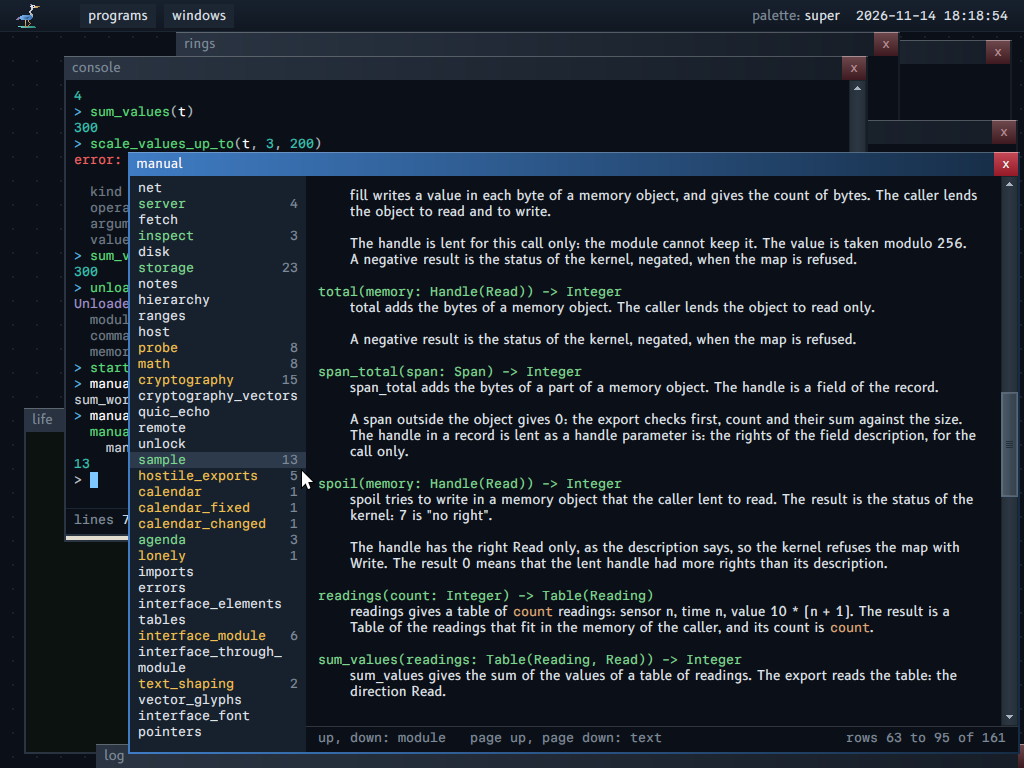 programs windows palette: super 2026-11-14 18:18:54
rings x
x
console x
4
> sum_values(t)
300
> scale_values_up_to(t, 3, 200)
error:
kind
opera
argum
value
> sum_v
300
> unloa
Unloade
modul
comma
memor
> start
> manua
sum_wor
> manua
manua
man
13
>
lines 7
x
life
log
manual x
net
server 4
fetch
inspect 3
disk
storage 23
notes
hierarchy
ranges
host
probe 8
math 8
cryptography 15
cryptography_vectors
quic_echo
remote
unlock
sample 13
hostile_exports 5
calendar 1
calendar_fixed 1
calendar_changed 1
agenda 3
lonely 1
imports
errors
interface_elements
tables
interface_module 6
interface_through_
module
text_shaping 2
vector_glyphs
interface_font
pointers
fill writes a value in each byte of a memory object, and gives the count of bytes. The caller lends
the object to read and to write.
The handle is lent for this call only: the module cannot keep it. The value is taken modulo 256.
A negative result is the status of the kernel, negated, when the map is refused.
total(memory: Handle(Read)) -> Integer
total adds the bytes of a memory object. The caller lends the object to read only.
A negative result is the status of the kernel, negated, when the map is refused.
span_total(span: Span) -> Integer
span_total adds the bytes of a part of a memory object. The handle is a field of the record.
A span outside the object gives 0: the export checks first, count and their sum against the size.
The handle in a record is lent as a handle parameter is: the rights of the field description, for the
call only.
spoil(memory: Handle(Read)) -> Integer
spoil tries to write in a memory object that the caller lent to read. The result is the status of the
kernel: 7 is "no right".
The handle has the right Read only, as the description says, so the kernel refuses the map with
Write. The result 0 means that the lent handle had more rights than its description.
readings(count: Integer) -> Table(Reading)
readings gives a table of count readings: sensor n, time n, value 10 * (n + 1). The result is a
Table of the readings that fit in the memory of the caller, and its count is count.
sum_values(readings: Table(Reading, Read)) -> Integer
sum_values gives the sum of the values of a table of readings. The export reads the table: the
direction Read.
up, down: module page up, page down: text rows 63 to 95 of 161